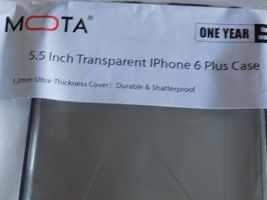 MOOTA
ONE YEAR
5.5 Inch Transparent IPhone 6 Plus Case
1.2mm Ultra-Thickness Cover| Durable & Shatterproof